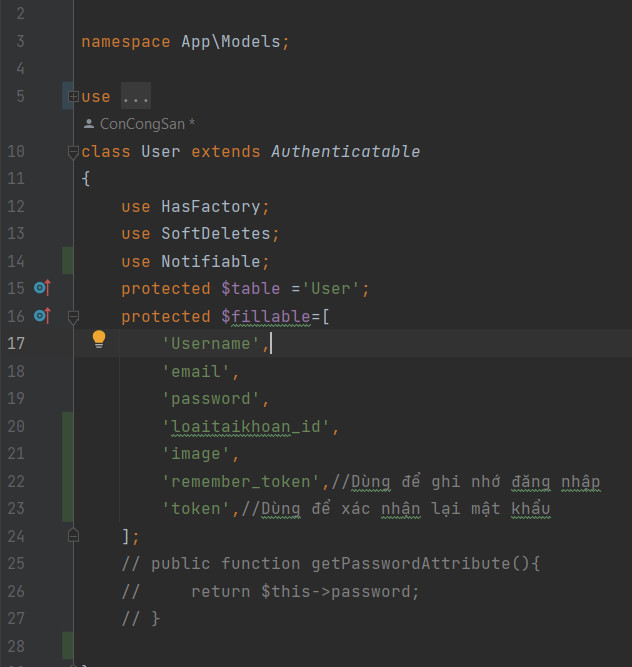 2
3 namespace App\Models;
4
5 use ...
ConCongSan *
10 class User extends Authenticatable
11 {
12 use HasFactory;
13 use SoftDeletes;
14 use Notifiable;
15 protected $table ='User';
16 protected $fillable=[
17 'Username',
18 'email',
19 'password',
20 'loaitaikhoan_id',
21 'image',
22 'remember_token',//Dùng để ghi nhớ đăng nhập
23 'token',//Dùng để xác nhận lại mật khẩu
24 ];
25 // public function getPasswordAttribute(){
26 // return $this->password;
27 // }
28